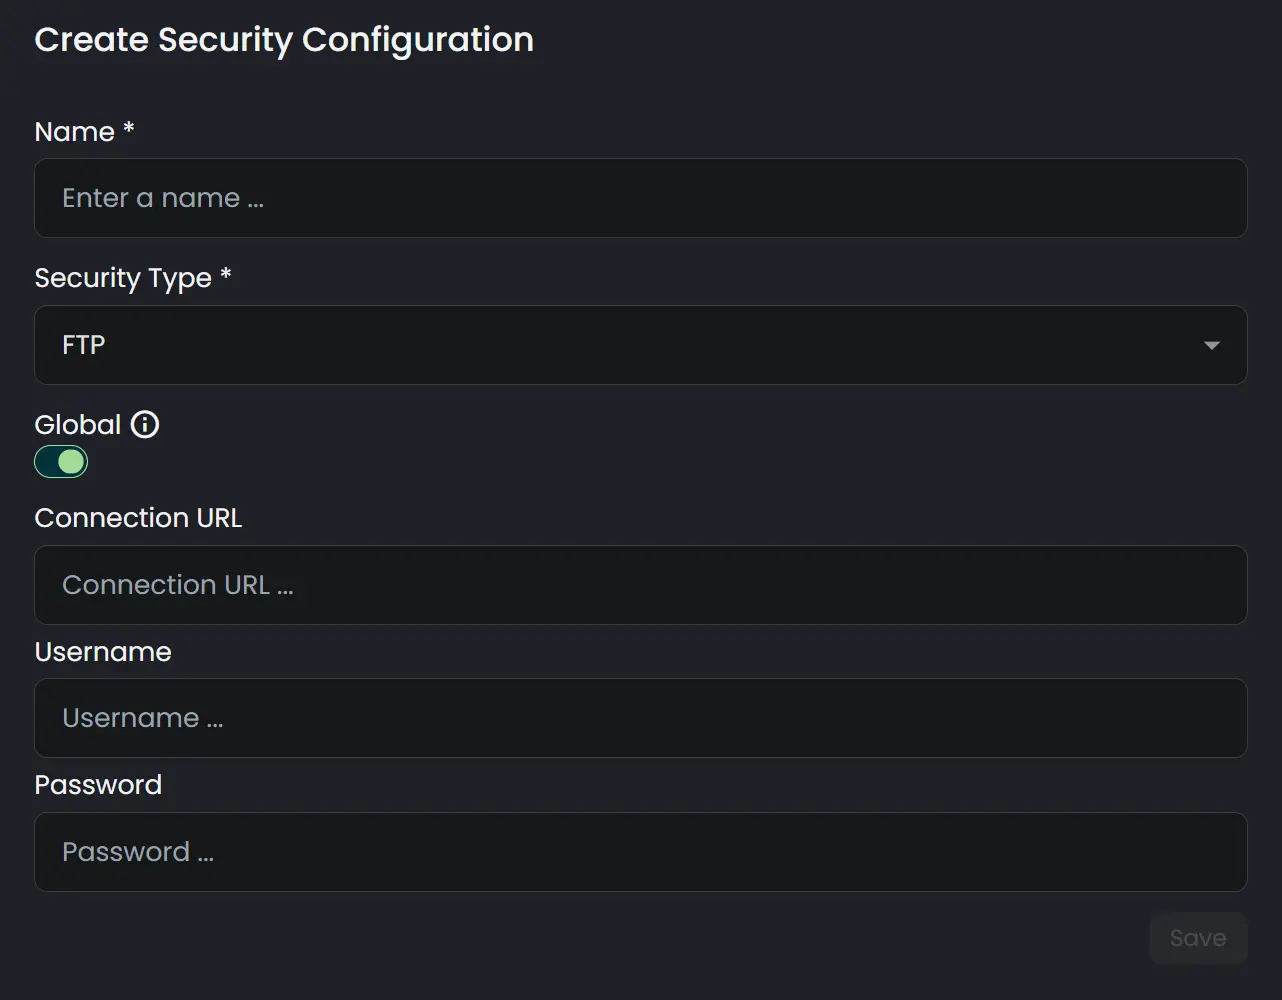 Create Security Configuration
Name *
Enter a name ...
Security Type *
FTP
Global
Connection URL
Connection URL ...
Username
Username ...
Password
Password ...
Save